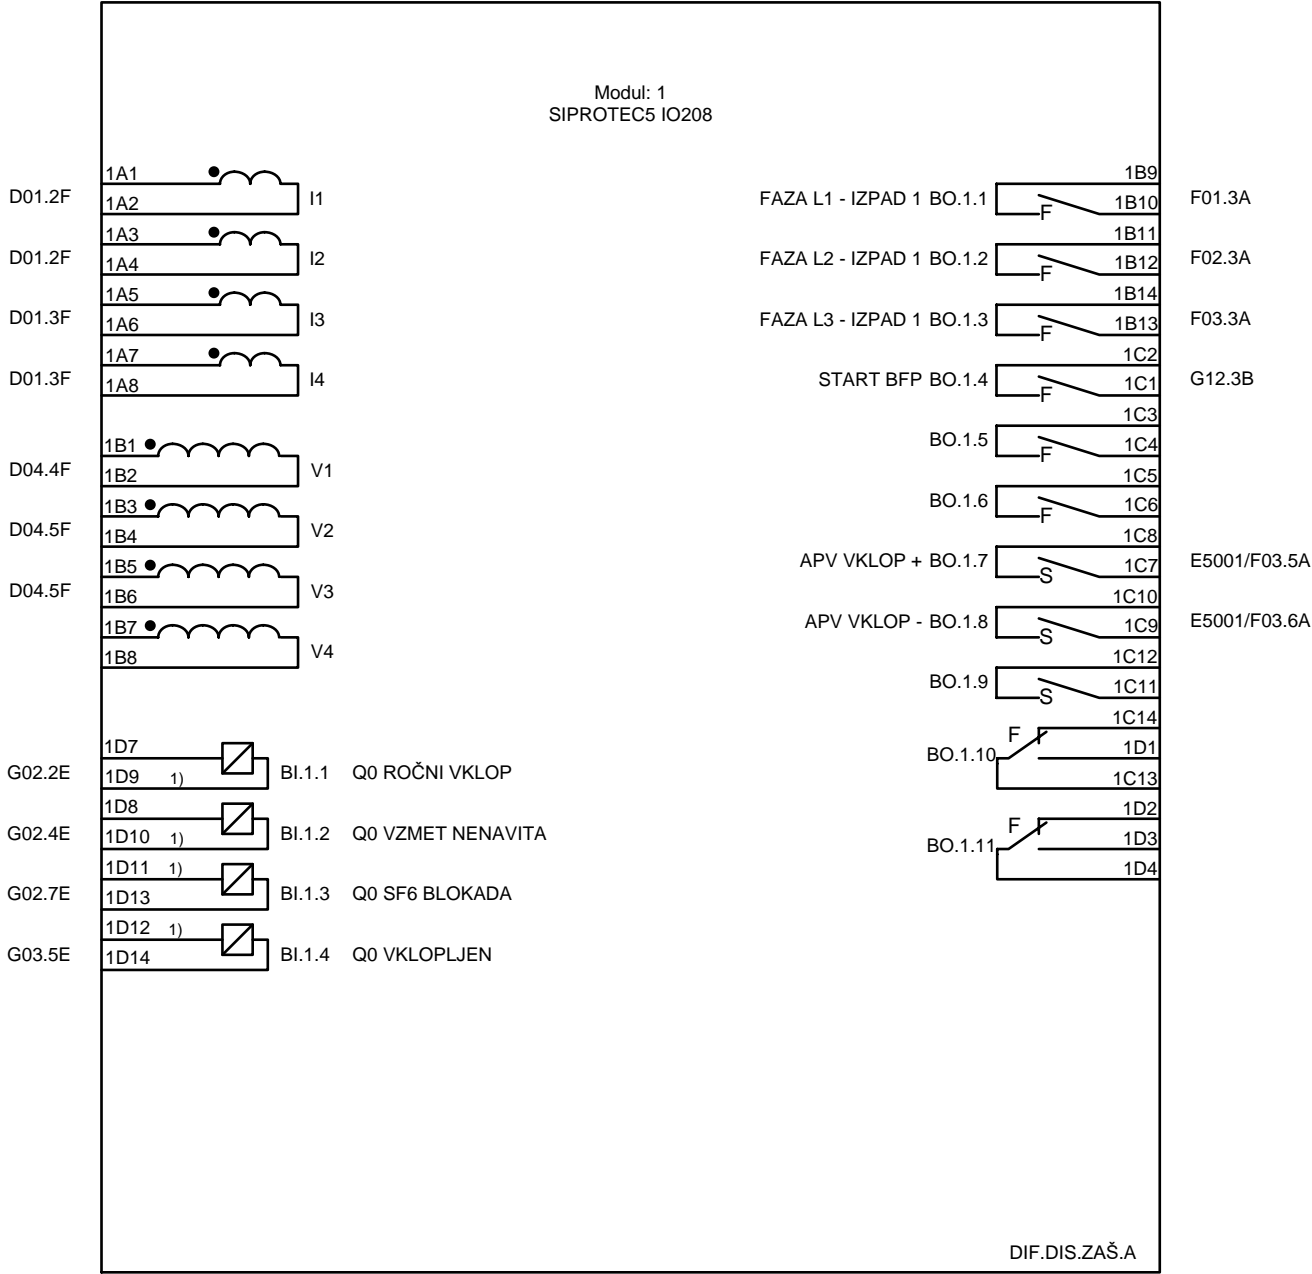 Modul: 1
SIPROTEC5 IO208
1A1
D01.2F
1A2
I1
1A3
D01.2F
1A4
I2
1A5
D01.3F
1A6
I3
1A7
D01.3F
1A8
I4
1B1
D04.4F
1B2
V1
1B3
D04.5F
1B4
V2
1B5
D04.5F
1B6
V3
1B7
1B8
V4
1D7
G02.2E
1D9 1)
BI.1.1 Q0 ROČNI VKLOP
1D8
G02.4E
1D10 1)
BI.1.2 Q0 VZMET NENAVITA
1D11 1)
G02.7E
1D13
BI.1.3 Q0 SF6 BLOKADA
1D12 1)
G03.5E
1D14
BI.1.4 Q0 VKLOPLJEN
1B9
FAZA L1 - IZPAD 1 BO.1.1
F
1B10
F01.3A
1B11
FAZA L2 - IZPAD 1 BO.1.2
F
1B12
F02.3A
1B14
FAZA L3 - IZPAD 1 BO.1.3
F
1B13
F03.3A
1C2
START BFP BO.1.4
F
1C1
G12.3B
1C3
BO.1.5
F
1C4
1C5
BO.1.6
F
1C6
1C8
APV VKLOP + BO.1.7
S
1C7
E5001/F03.5A
1C10
APV VKLOP - BO.1.8
S
1C9
E5001/F03.6A
1C12
BO.1.9
S
1C11
1C14
F
BO.1.10
1D1
1C13
1D2
F
BO.1.11
1D3
1D4
DIF.DIS.ZAŠ.A